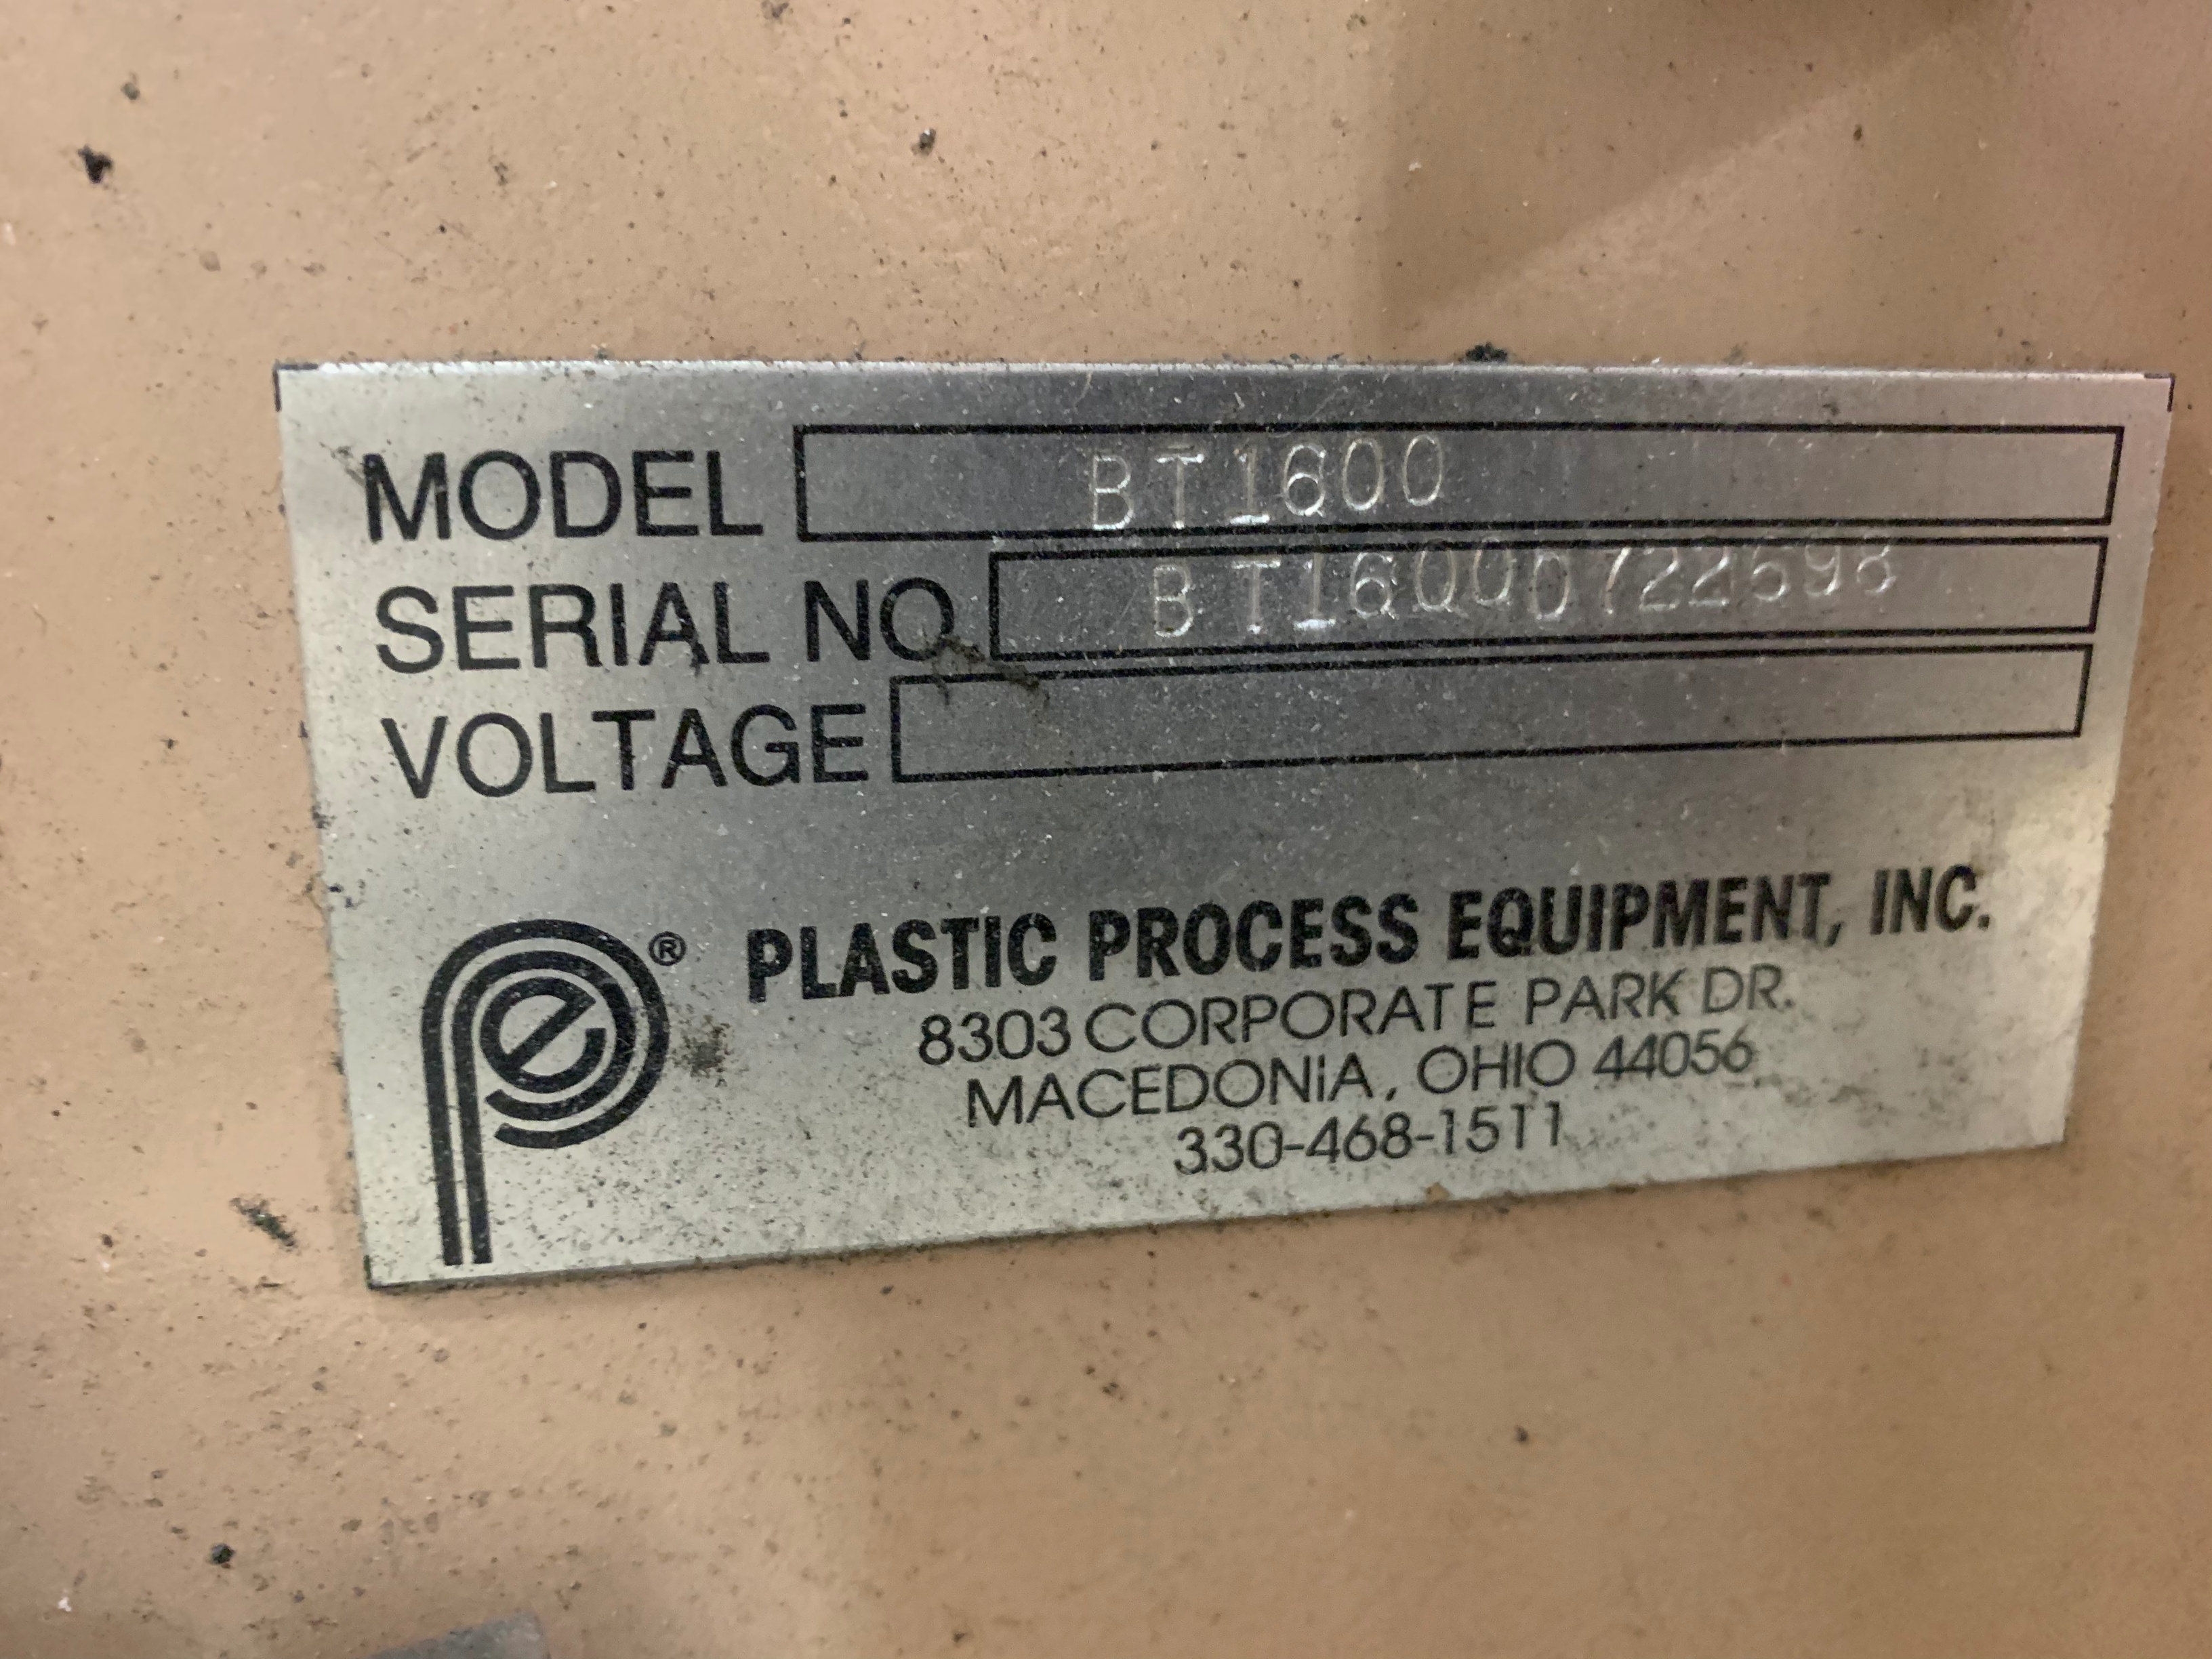 MODEL BT1600
SERIAL NO BT16000722598
VOLTAGE
pe® PLASTIC PROCESS EQUIPMENT, INC.
8303 CORPORATE PARK DR.
MACEDONiA, OHIO 44056
330-468-1511